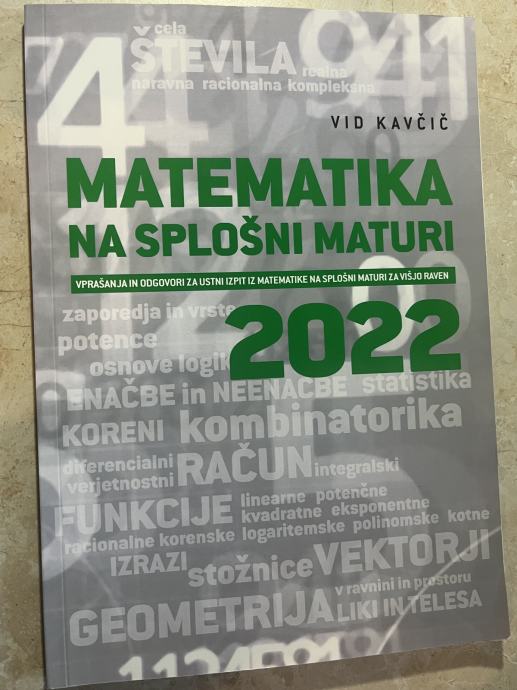 cela
ŠTEVILA realna
naravna racionalna kompleksna
VID KAVČIČ
MATEMATIKA
NA SPLOŠNI MATURI
VPRAŠANJA IN ODGOVORI ZA USTNI IZPIT IZ MATEMATIKE NA SPLOŠNI MATURI ZA VIŠJO RAVEN
2022
zaporedja in vrste
potence
osnove logik
ENAČBE in NEENAČBE statistika
KORENI kombinatorika
diferencialni
verjetnostni RAČUN integralski
FUNKCIJE linearne potenčne
kvadratne eksponentne
racionalne korenske logaritemske polinomske kotne
IZRAZI stožnice VEKTORJI
v ravnini in prostoru
GEOMETRIJA LIKI IN TELESA